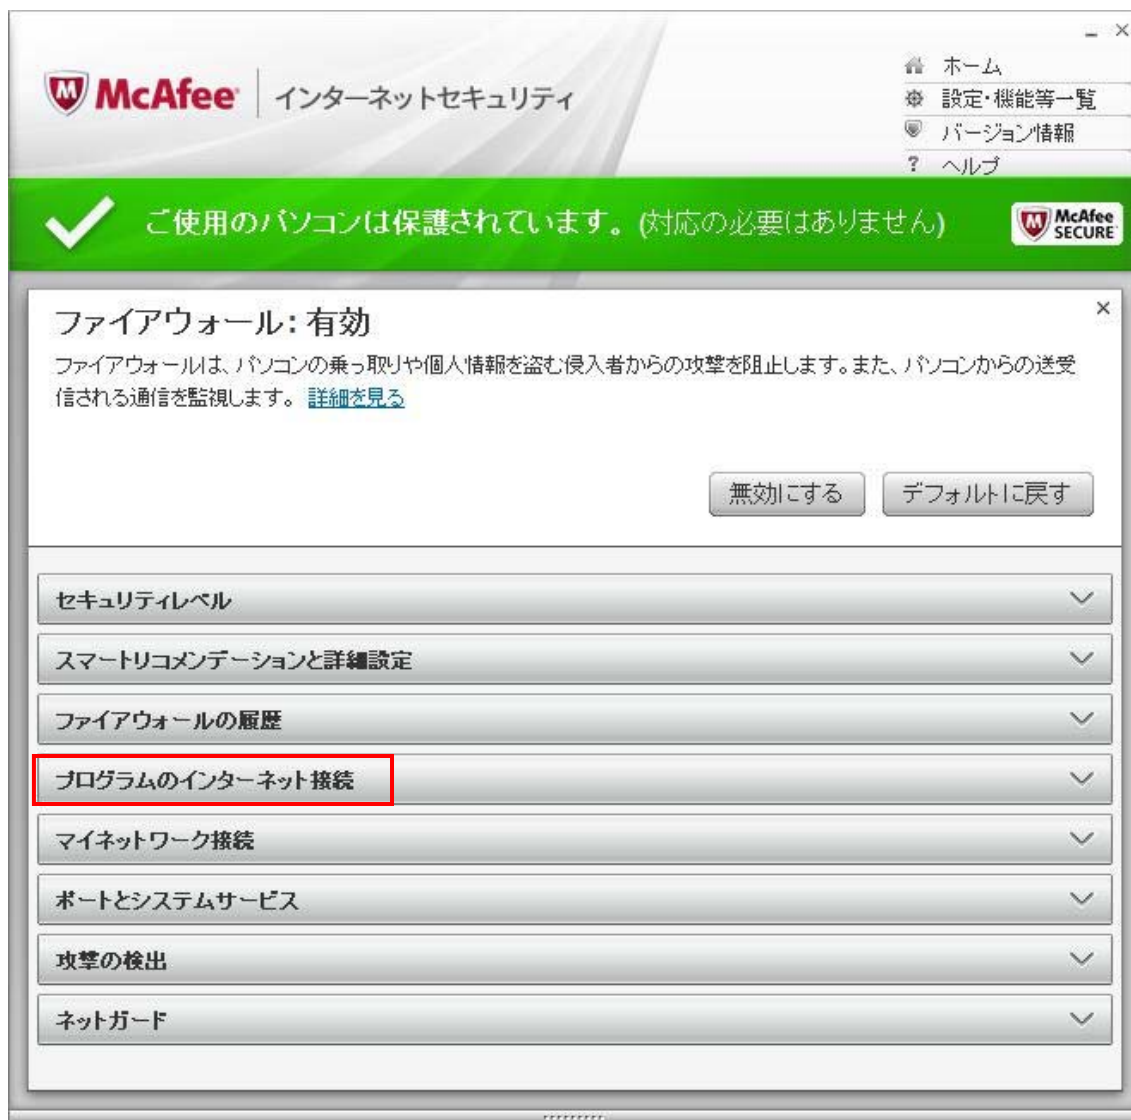 McAfee インターネットセキュリティ
ホーム
設定・機能等一覧
バージョン情報
? ヘルプ
ご使用のパソコンは保護されています。(対応の必要はありません)
McAfee
SECURE
ファイアウォール: 有効
ファイアウォールは、パソコンの乗っ取りや個人情報を盗む侵入者からの攻撃を阻止します。また、パソコンからの送受
信される通信を監視します。 詳細を見る
無効にする
デフォルトに戻す
セキュリティレベル
スマートリコメンデーションと詳細設定
ファイアウォールの履歴
プログラムのインターネット接続
マイネットワーク接続
ポートとシステムサービス
攻撃の検出
ネットガード